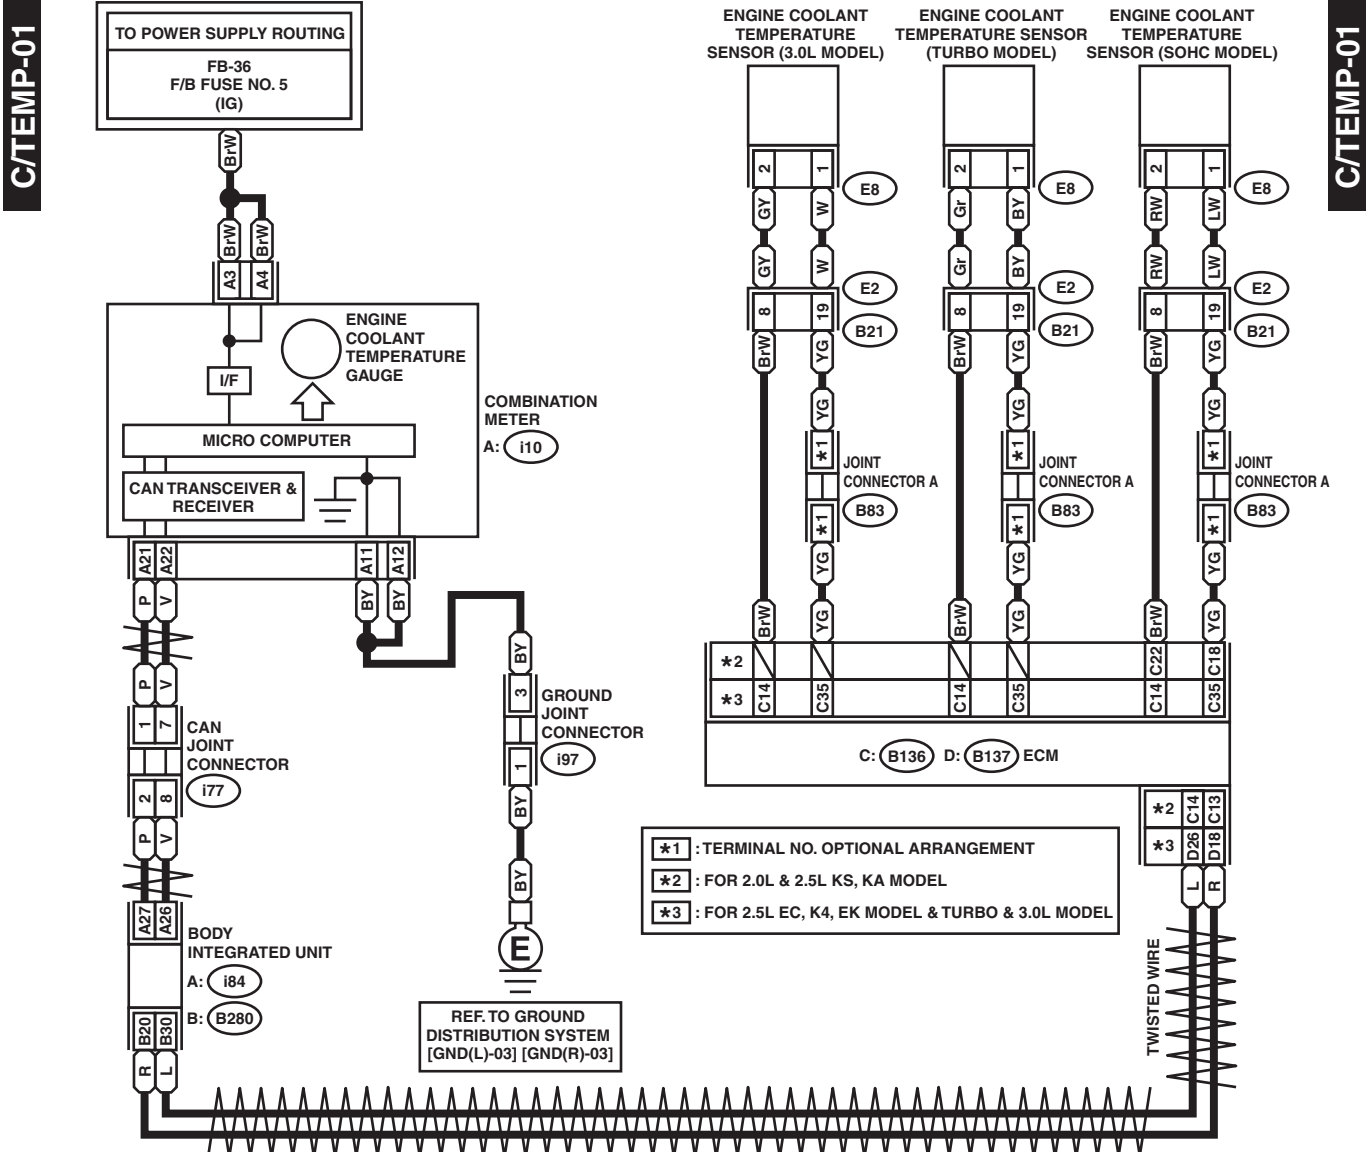 C/TEMP-01
C/TEMP-01
TO POWER SUPPLY ROUTING
FB-36
F/B FUSE NO. 5
(IG)
BrW
BrW
BrW
A3
A4
ENGINE
COOLANT
TEMPERATURE
GAUGE
I/F
MICRO COMPUTER
CAN TRANSCEIVER &
RECEIVER
COMBINATION
METER
A: i10
A21
A22
A11
A12
P
V
BY
BY
P
V
1
7
CAN
JOINT
CONNECTOR
i77
2
8
P
V
A27
A26
BODY
INTEGRATED UNIT
A: i84
B: B280
B20
B30
R
L
BY
3
GROUND
JOINT
CONNECTOR
i97
1
BY
BY
E
REF. TO GROUND
DISTRIBUTION SYSTEM
[GND(L)-03] [GND(R)-03]
ENGINE COOLANT
TEMPERATURE
SENSOR (3.0L MODEL)
2
1
E8
GY
W
GY
W
E2
8
19
B21
BrW
YG
YG
*1
JOINT
CONNECTOR A
B83
*1
YG
BrW
YG
ENGINE COOLANT
TEMPERATURE SENSOR
(TURBO MODEL)
2
1
E8
Gr
BY
Gr
BY
E2
8
19
B21
BrW
YG
YG
*1
JOINT
CONNECTOR A
B83
*1
YG
BrW
YG
ENGINE COOLANT
TEMPERATURE
SENSOR (SOHC MODEL)
2
1
E8
RW
LW
RW
LW
E2
8
19
B21
BrW
YG
YG
*1
JOINT
CONNECTOR A
B83
*1
YG
BrW
YG
*2 C22 C18
*3 C14 C35 C14 C35 C14 C35
C: B136 D: B137 ECM
*2 C14 C13
*3 D26 D18
L
R
TWISTED WIRE
*1 : TERMINAL NO. OPTIONAL ARRANGEMENT
*2 : FOR 2.0L & 2.5L KS, KA MODEL
*3 : FOR 2.5L EC, K4, EK MODEL & TURBO & 3.0L MODEL